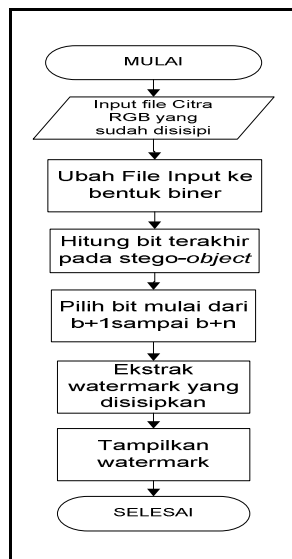 MULAI
Input file Citra
RGB yang
sudah disisipi
Ubah File Input ke
bentuk biner
Hitung bit terakhir
pada stego-object
Pilih bit mulai dari
b+1sampai b+n
Ekstrak
watermark yang
disisipkan
Tampilkan
watermark
SELESAI